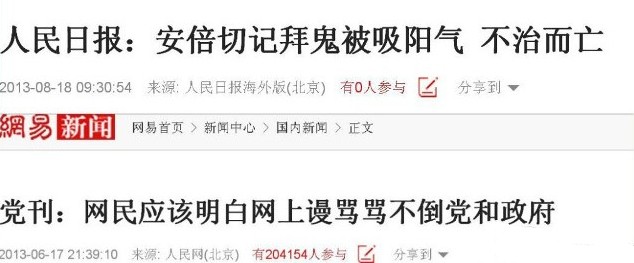 人民日报：安倍切记拜鬼被吸阳气 不治而亡
2013-08-18 09:30:54 来源: 人民日报海外版(北京) 有0人参与 分享到
網易新闻 网易首页 > 新闻中心 > 国内新闻 > 正文
党刊：网民应该明白网上谩骂骂不倒党和政府
2013-06-17 21:39:10 来源: 人民网(北京) 有204154人参与 分享到